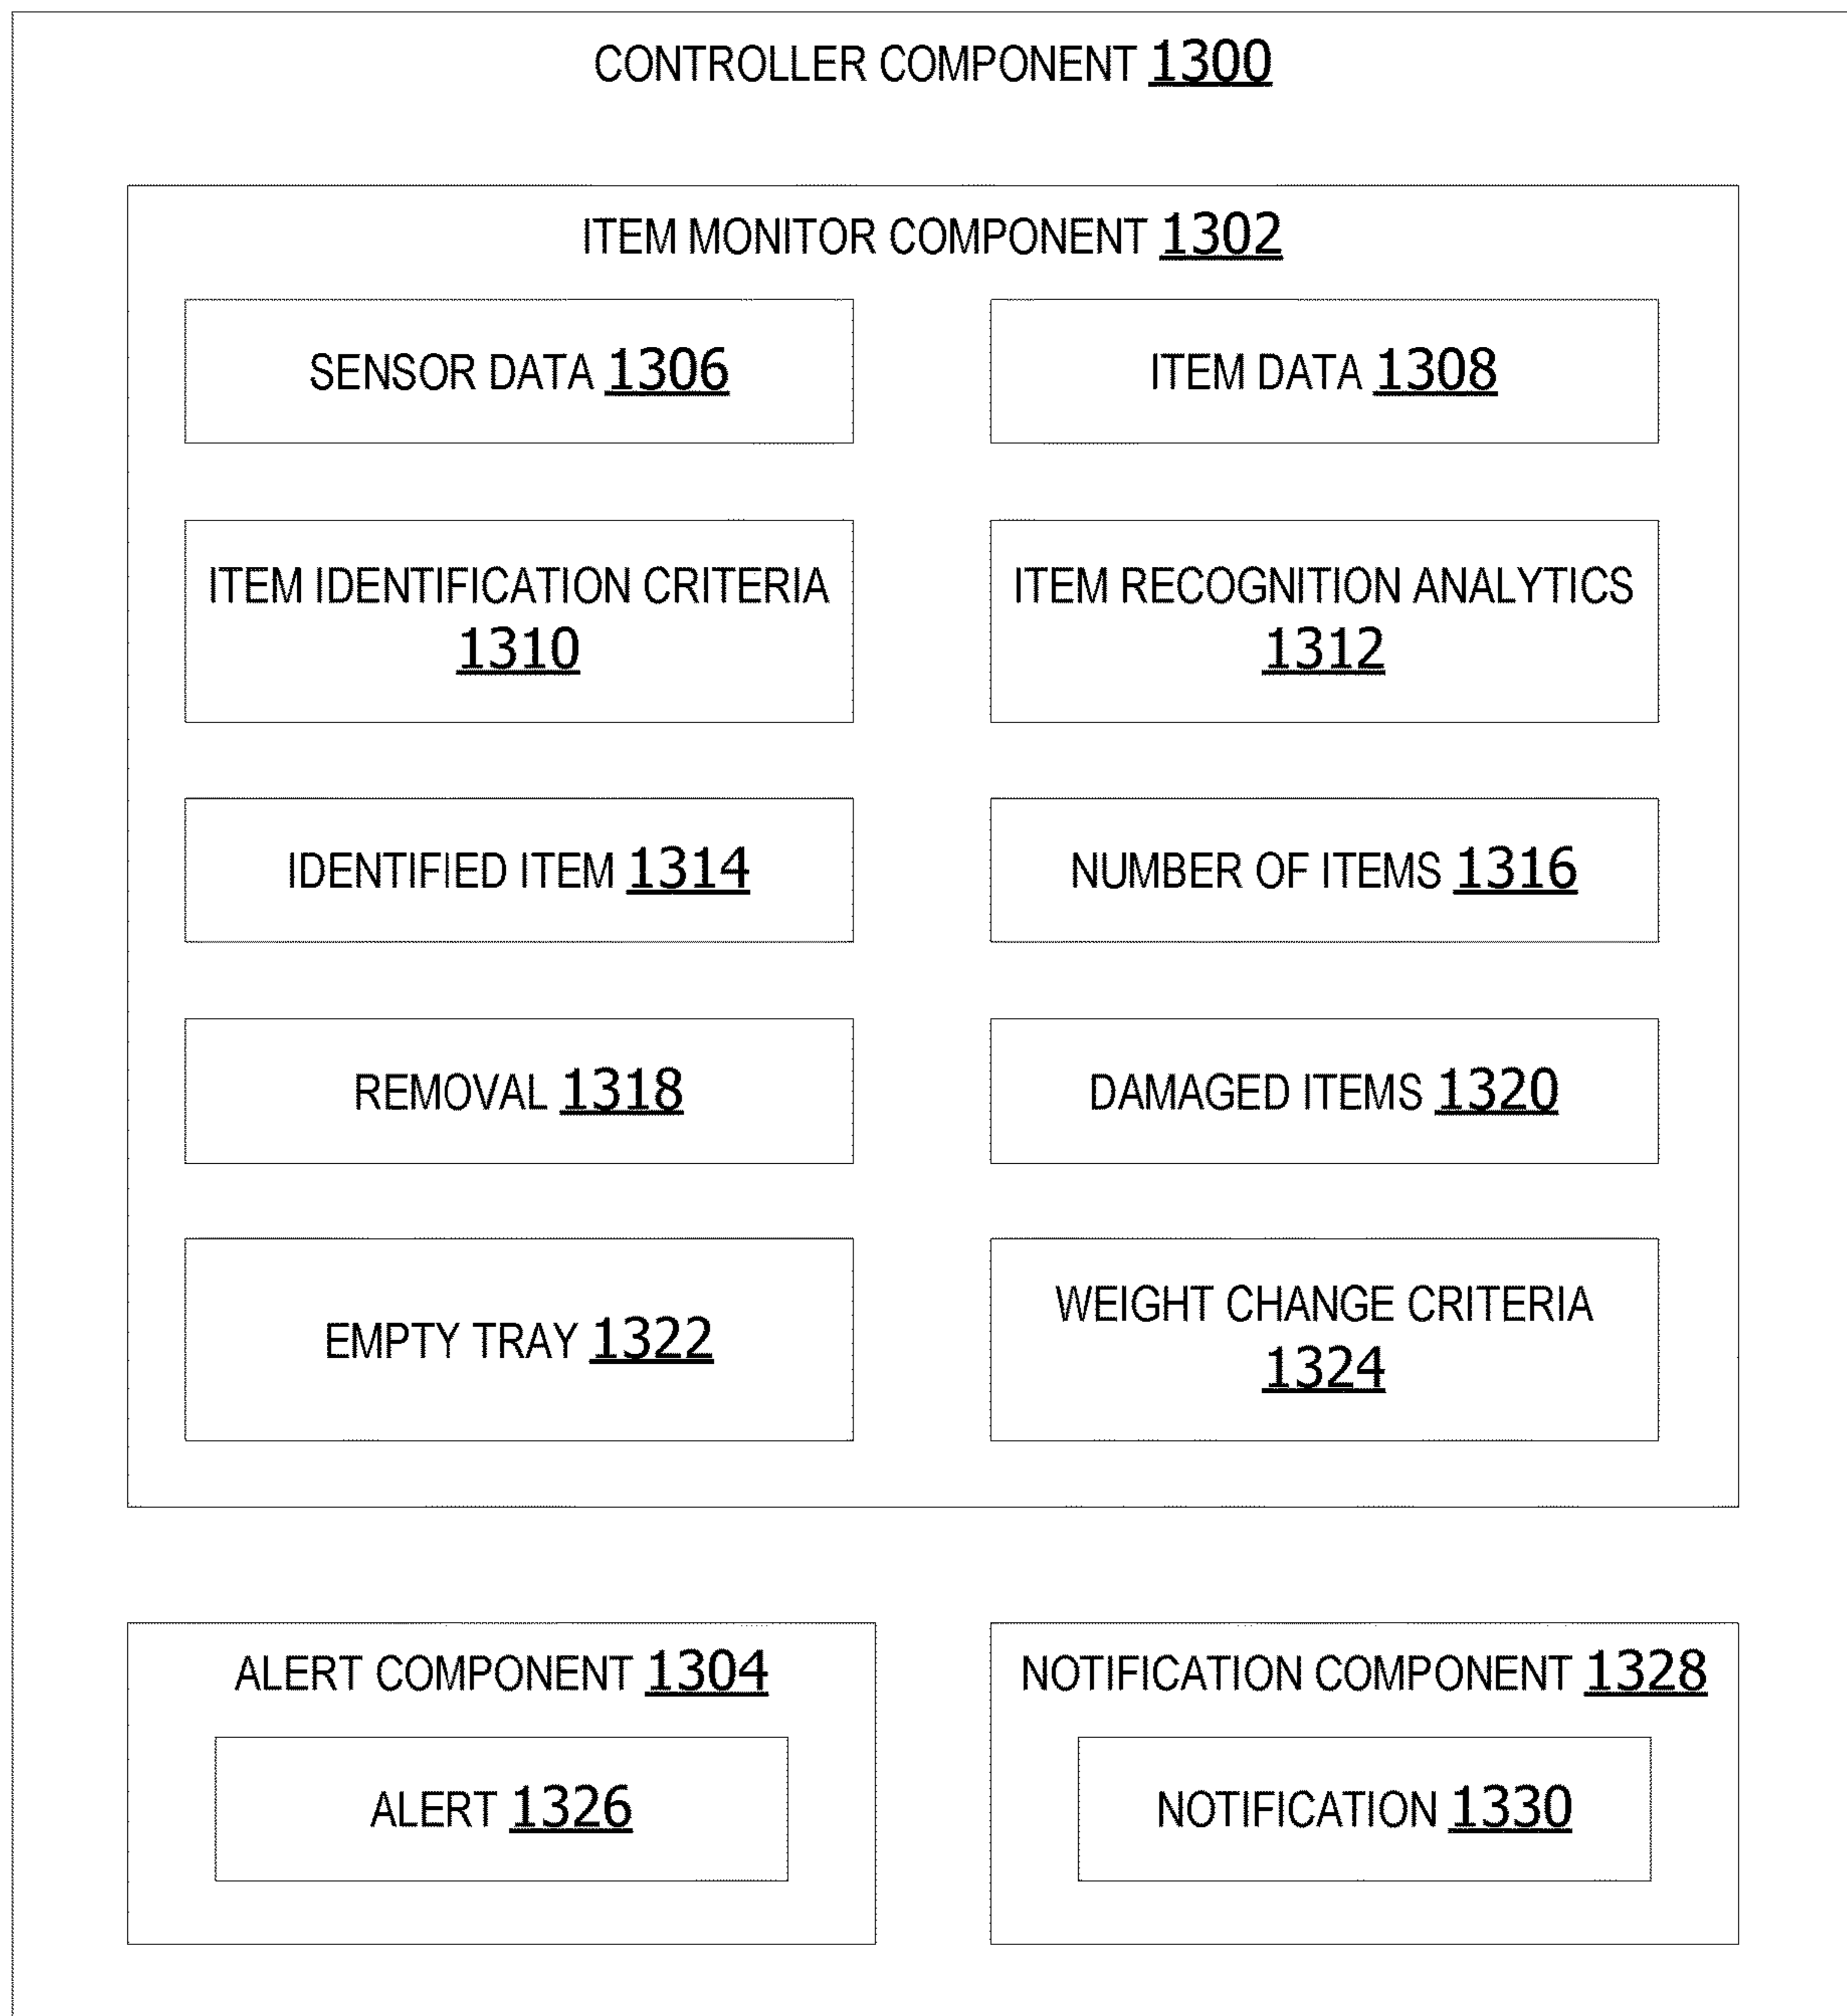 CONTROLLER COMPONENT 1300
ITEM MONITOR COMPONENT 1302
SENSOR DATA 1306
ITEM DATA 1308
ITEM IDENTIFICATION CRITERIA
1310
ITEM RECOGNITION ANALYTICS
1312
IDENTIFIED ITEM 1314
NUMBER OF ITEMS 1316
REMOVAL 1318
DAMAGED ITEMS 1320
EMPTY TRAY 1322
WEIGHT CHANGE CRITERIA
1324
ALERT COMPONENT 1304
ALERT 1326
NOTIFICATION COMPONENT 1328
NOTIFICATION 1330